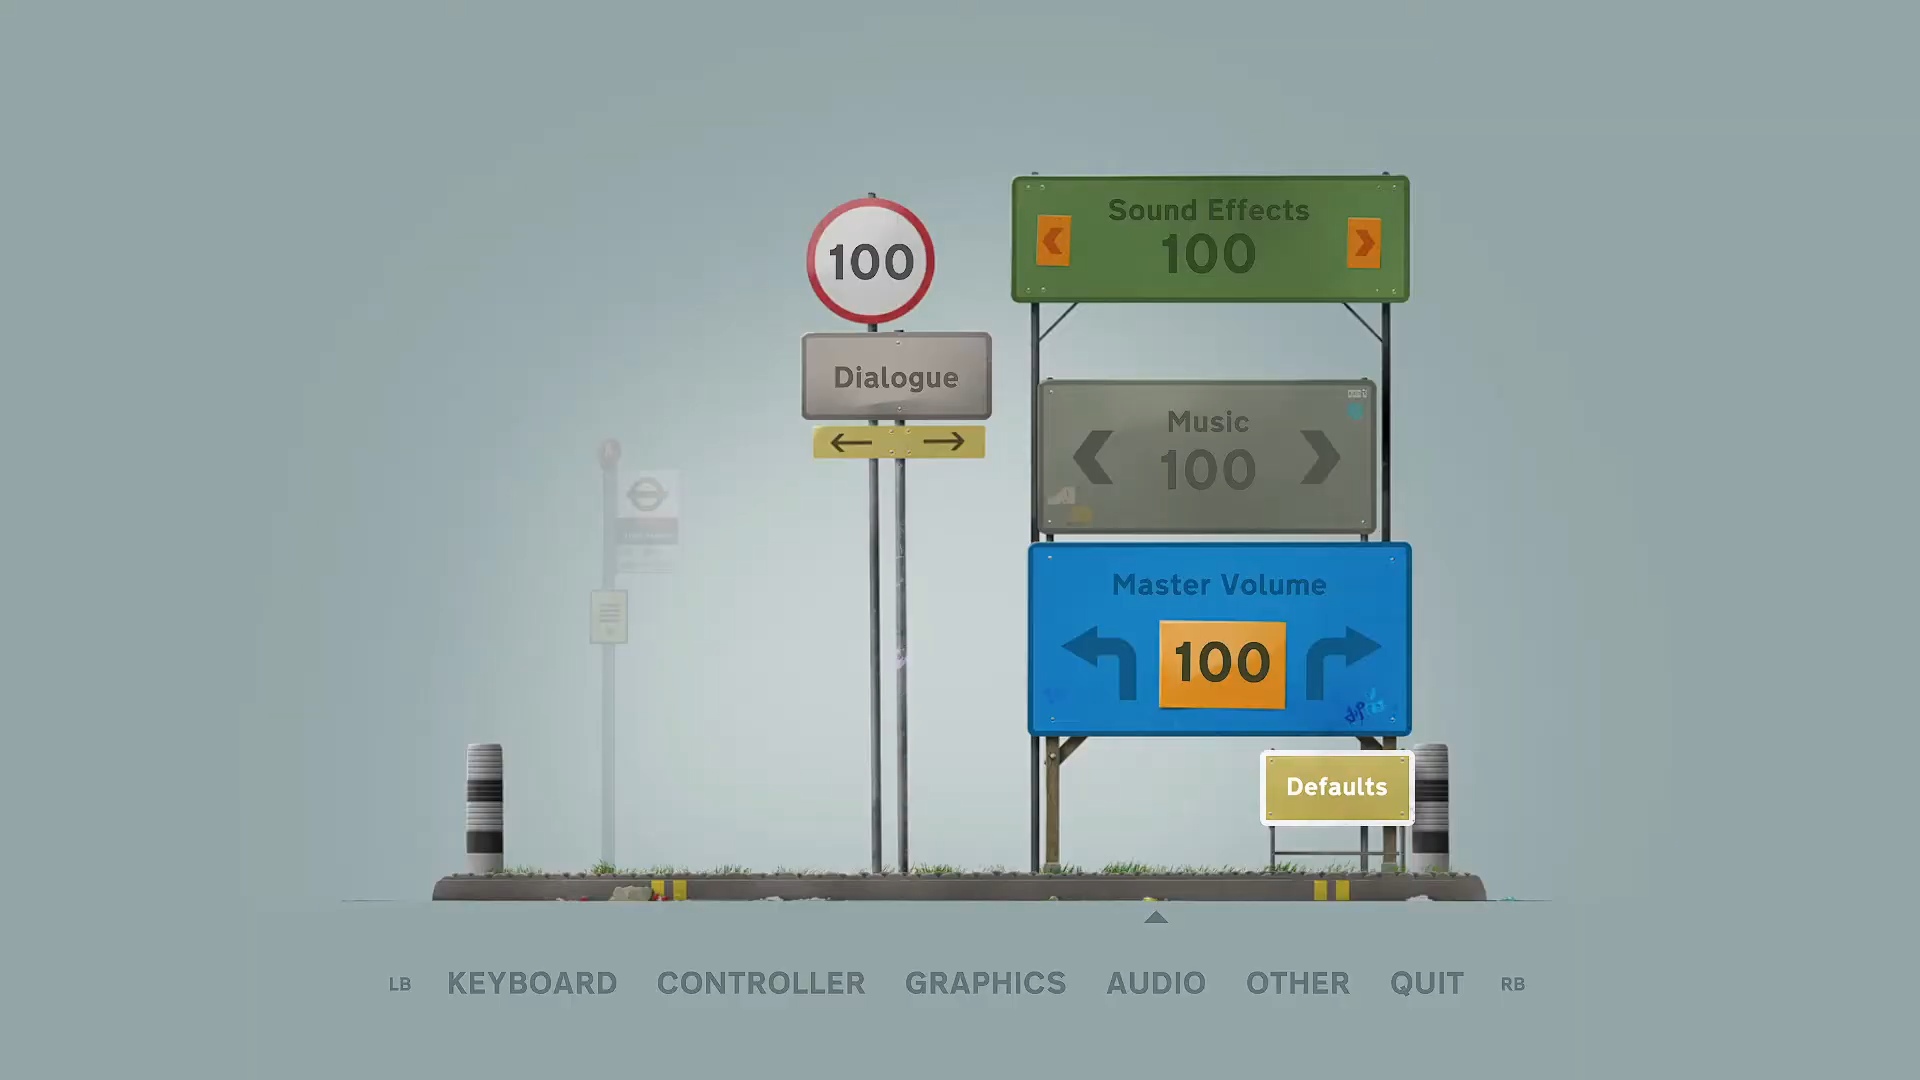 Sound Effects
100
100
Dialogue
Music
100
Master Volume
100
Defaults
LB KEYBOARD CONTROLLER GRAPHICS AUDIO OTHER QUIT RB